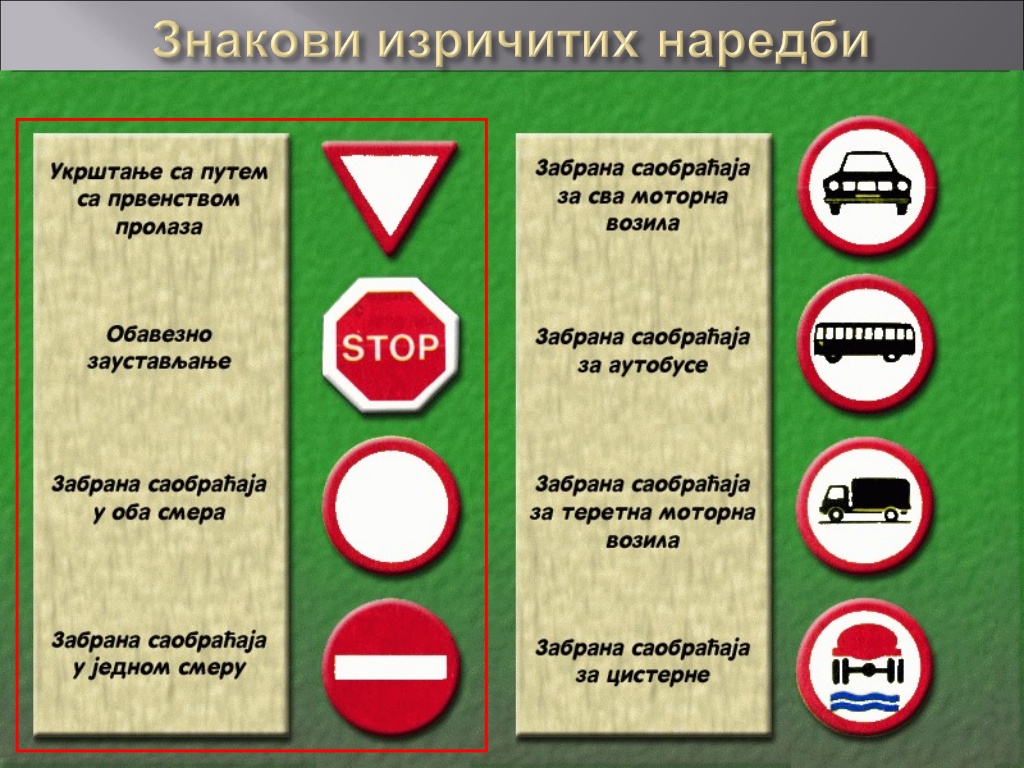 Знакови изричитих наредби
Укрштање са путем
са првенством
пролаза
STOP
Обавезно
заустављање
Забрана саобраћаја
у оба смера
Забрана саобраћаја
у једном смеру
Забрана саобраћаја
за сва моторна
возила
Забрана саобраћаја
за аутобусе
Забрана саобраћаја
за теретна моторна
возила
Забрана саобраћаја
за цистерне